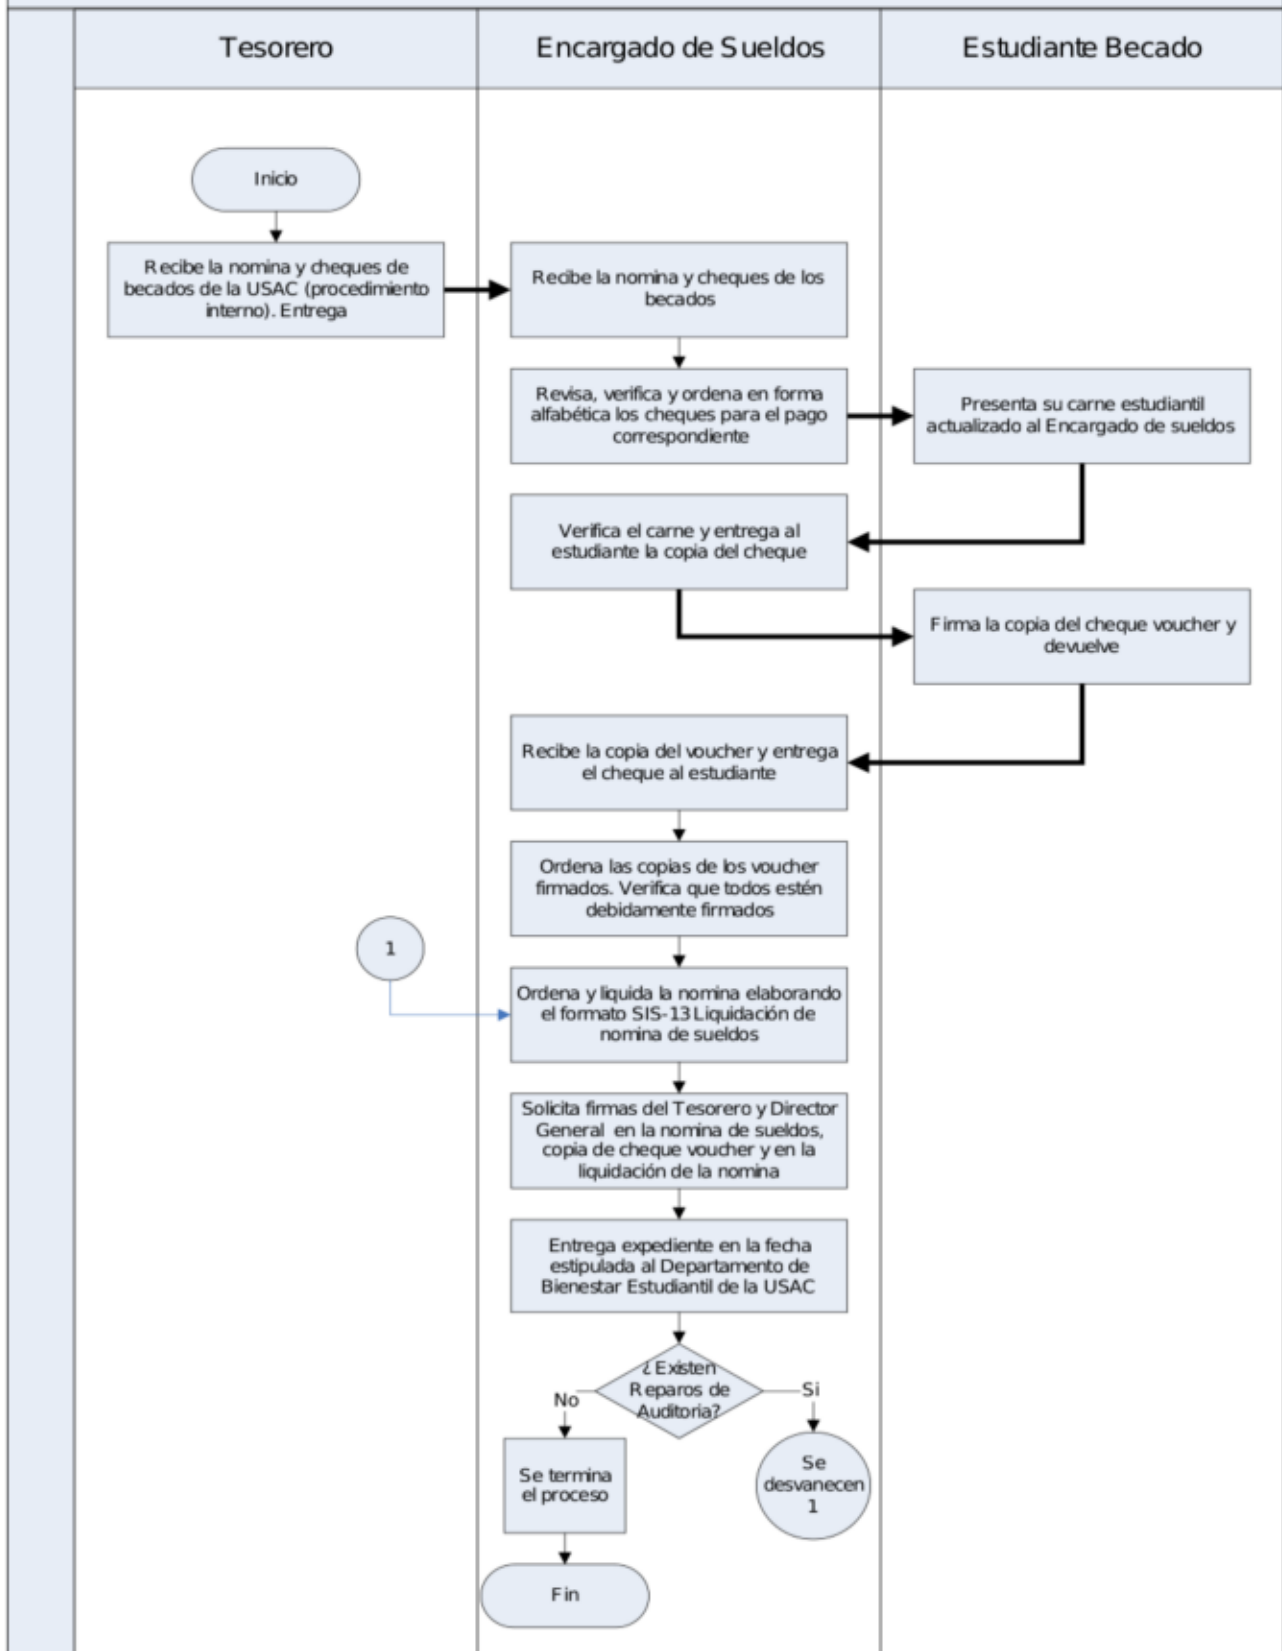 Tesorero
Encargado de Sueldos
Estudiante Becado
Inicio
Recibe la nomina y cheques de
becados de la USAC (procedimiento
interno). Entrega
Recibe la nomina y cheques de los
becados
Revisa, verifica y ordena en forma
alfabética los cheques para el pago
correspondiente
Presenta su carne estudiantil
actualizado al Encargado de sueldos
Verifica el carne y entrega al
estudiante la copia del cheque
Firma la copia del cheque voucher y
devuelve
Recibe la copia del voucher y entrega
el cheque al estudiante
Ordena las copias de los voucher
firmados. Verifica que todos estén
debidamente firmados
1
Ordena y liquida la nomina elaborando
el formato SIS-13 Liquidación de
nomina de sueldos
Solicita firmas del Tesorero y Director
General en la nomina de sueldos,
copia de cheque voucher y en la
liquidación de la nomina
Entrega expediente en la fecha
estipulada al Departamento de
Bienestar Estudiantil de la USAC
¿Existen
Reparos de
Auditoria?
No
Si
Se termina
el proceso
Se
desvanecen
1
Fin